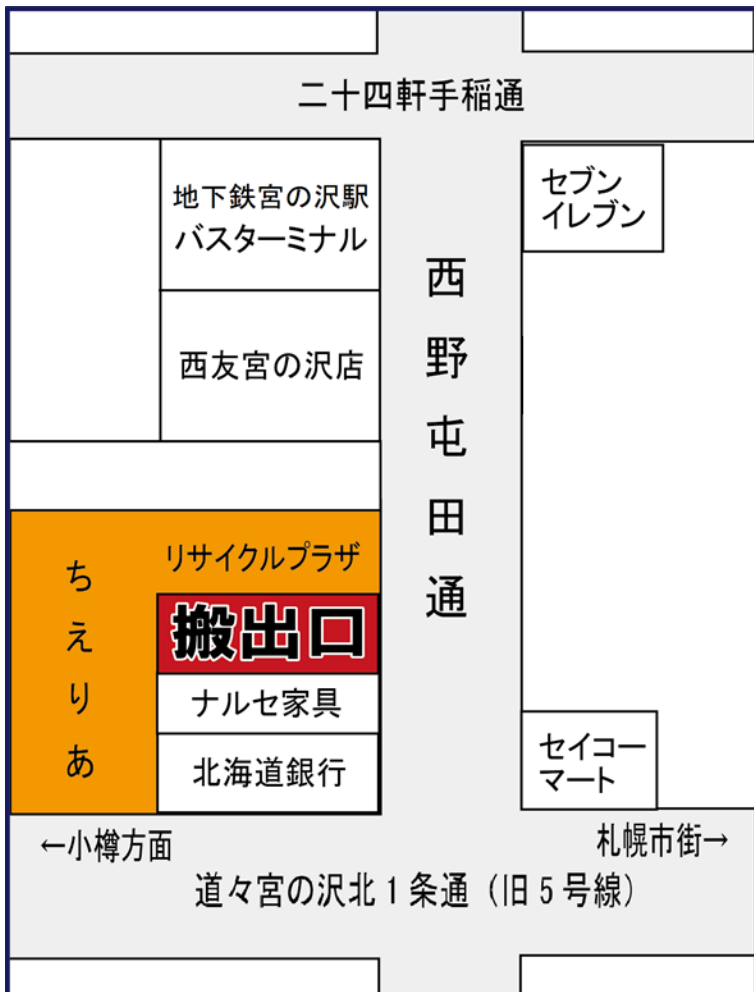 二十四軒手稲通
地下鉄宮の沢駅
バスターミナル
セブン
イレブン
西野屯田通
西友宮の沢店
リサイクルプラザ
ちえりあ
搬出口
ナルセ家具
北海道銀行
セイコー
マート
←小樽方面
札幌市街→
道々宮の沢北1条通（旧5号線）